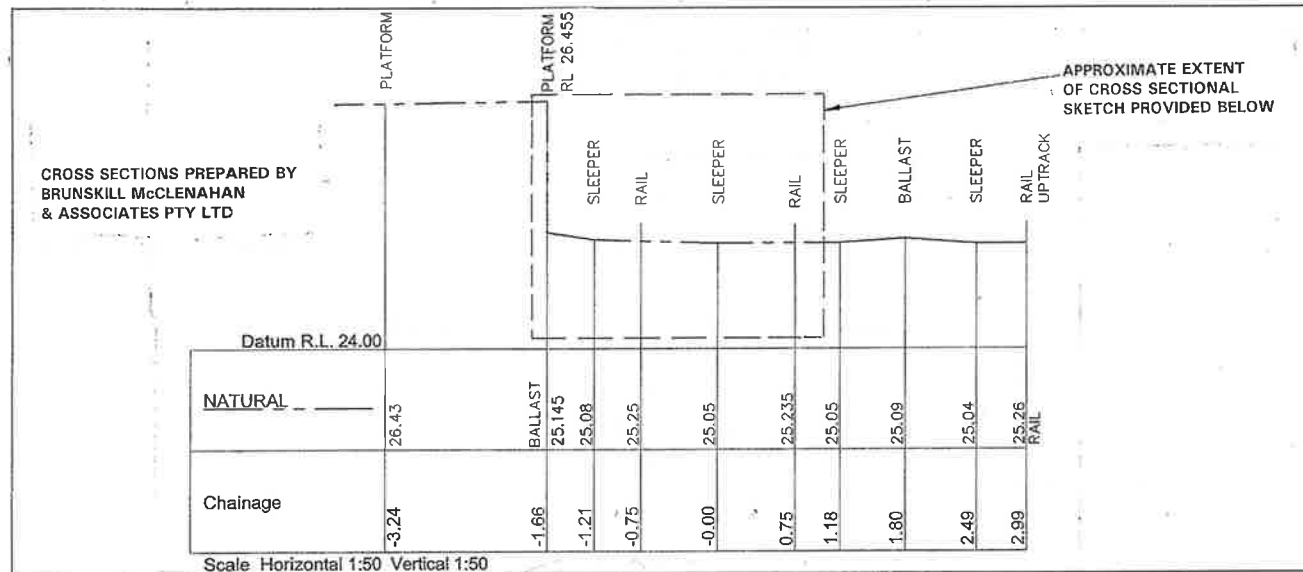 PLATFORM
PLATFORM
RL 26.455
APPROXIMATE EXTENT
OF CROSS SECTIONAL
SKETCH PROVIDED BELOW
CROSS SECTIONS PREPARED BY
BRUNSKILL McCLENAHAN
& ASSOCIATES PTY LTD
SLEEPER
RAIL
SLEEPER
RAIL
SLEEPER
BALLAST
SLEEPER
RAIL
UPTRACK
Datum R.L. 24.00
NATURAL
26.43
BALLAST
25.145
25.08
25.25
25.05
25.235
25.05
25.09
25.04
25.26
RAIL
Chainage
-3.24
-1.66
-1.21
-0.75
-0.00
0.75
1.18
1.80
2.49
2.99
Scale Horizontal 1:50 Vertical 1:50